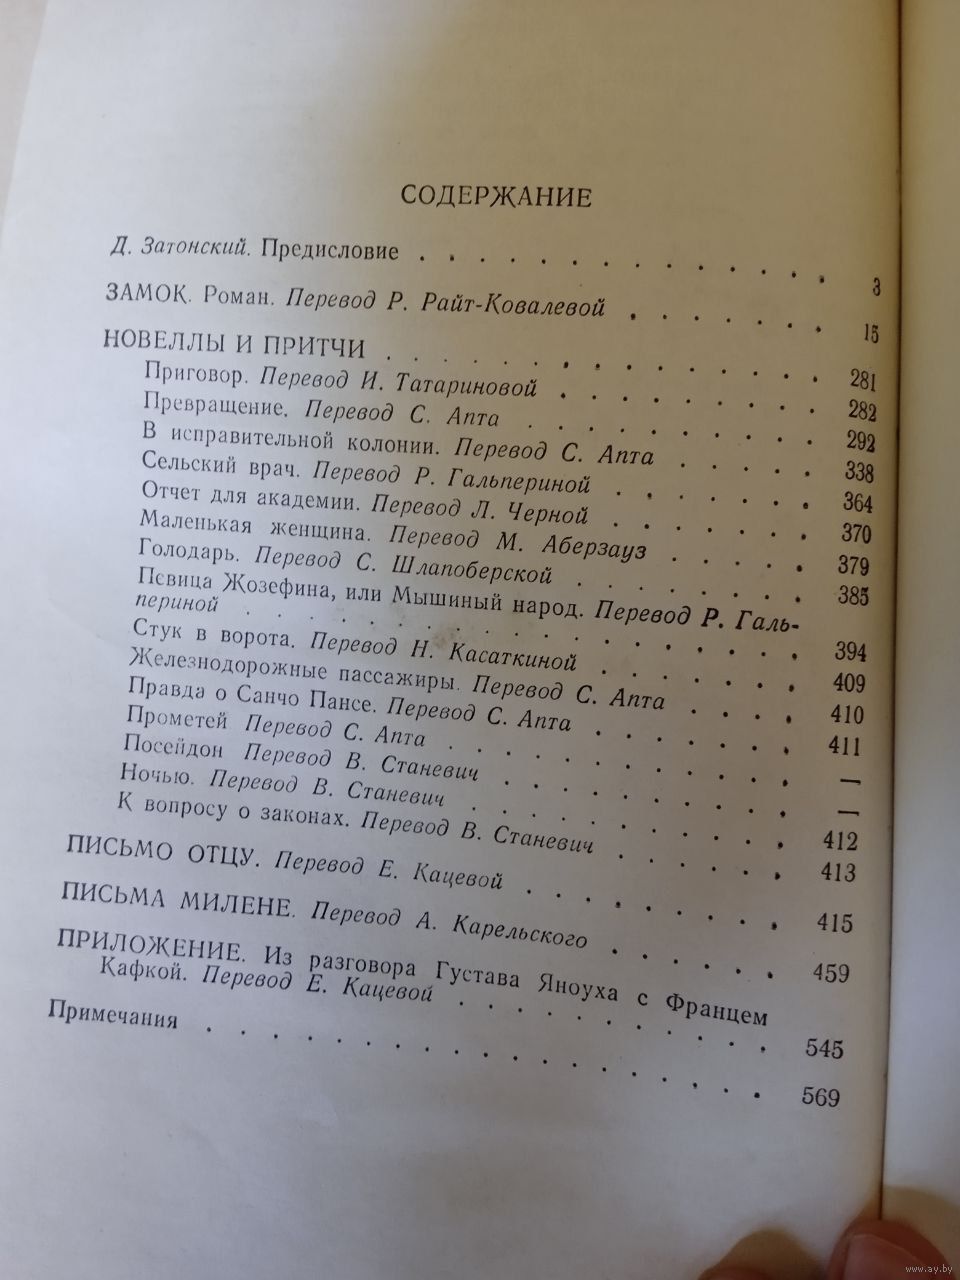 СОДЕРЖАНИЕ
Д. Затонский. Предисловие . . . . . . . . . . . . . . 3
ЗАМОК. Роман. Перевод Р. Райт-Ковалевой . . . . . . . 15
НОВЕЛЛЫ И ПРИТЧИ . . . . . . . . . . . . . . . 281
Приговор. Перевод И. Татариновой . . . . . . . . . 282
Превращение. Перевод С. Апта . . . . . . . . . . 292
В исправительной колонии. Перевод С. Апта . . . . . 338
Сельский врач. Перевод Р. Гальпериной . . . . . . . 364
Отчет для академии. Перевод Л. Черной . . . . . . . 370
Маленькая женщина. Перевод М. Аберзауз . . . . . 379
Голодарь. Перевод С. Шлапоберской . . . . . . . . 385
Певица Жозефина, или Мышиный народ. Перевод Р. Галь-
периной . . . . . . . . . . . . . . . . . . 394
Стук в ворота. Перевод Н. Касаткиной . . . . . . . 409
Железнодорожные пассажиры. Перевод С. Апта . . . . 410
Правда о Санчо Пансе. Перевод С. Апта . . . . . . . 411
Прометей Перевод С. Апта . . . . . . . . . . . . —
Посейдон Перевод В. Станевич . . . . . . . . . . —
Ночью. Перевод В. Станевич . . . . . . . . . . . 412
К вопросу о законах. Перевод В. Станевич . . . . . . 413
ПИСЬМО ОТЦУ. Перевод Е. Кацевой . . . . . . . . . 415
ПИСЬМА МИЛЕНЕ. Перевод А. Карельского . . . . . . 459
ПРИЛОЖЕНИЕ. Из разговора Густава Яноуха с Францем
Кафкой. Перевод Е. Кацевой . . . . . . . . . . . 545
Примечания . . . . . . . . . . . . . . . . . 569
www.ay.by